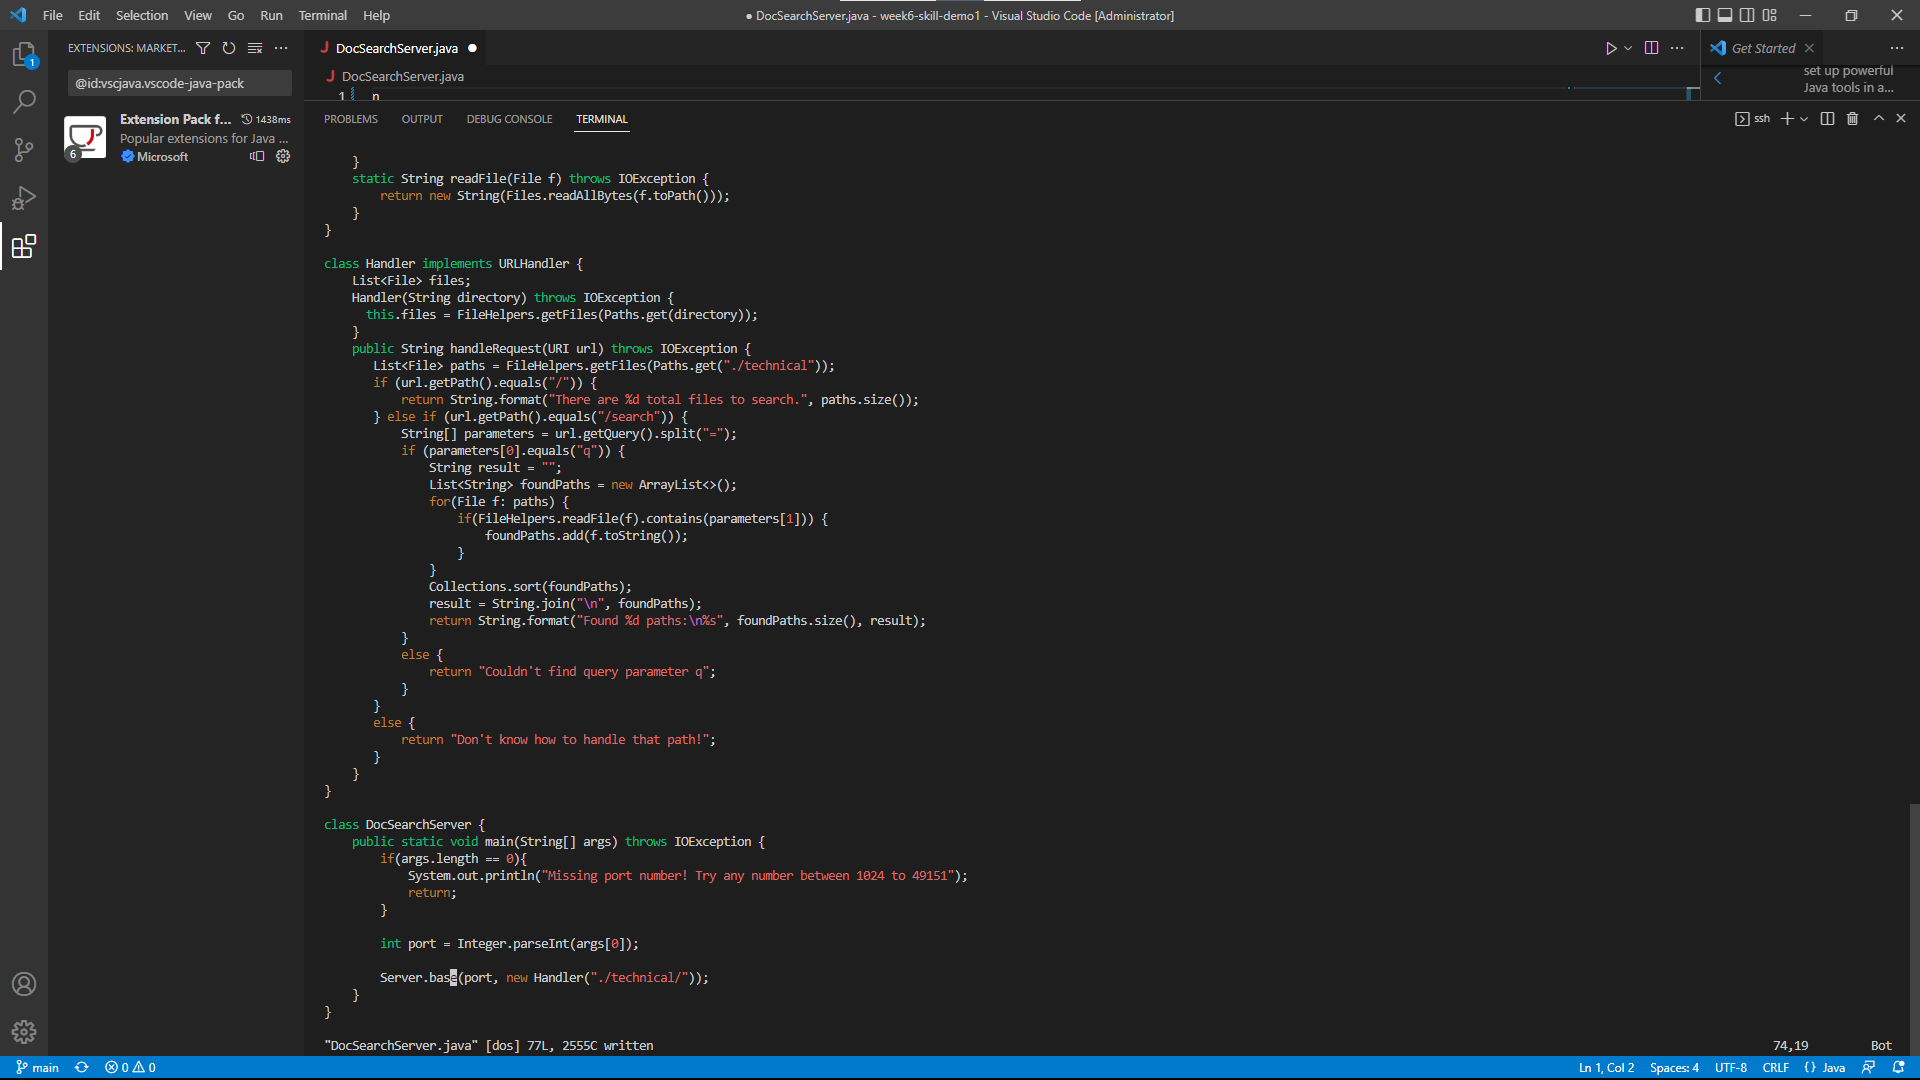 File Edit Selection View Go Run Terminal Help
● DocSearchServer.java - week6-skill-demo1 - Visual Studio Code [Administrator]
EXTENSIONS: MARKET...
@id:vscjava.vscode-java-pack
Extension Pack f... 1438ms
Popular extensions for Java ...
Microsoft
6
1
J DocSearchServer.java ●
J DocSearchServer.java
1 n
Get Started
set up powerful
Java tools in a...
PROBLEMS OUTPUT DEBUG CONSOLE TERMINAL
ssh
    }
    static String readFile(File f) throws IOException {
        return new String(Files.readAllBytes(f.toPath()));
    }
}
class Handler implements URLHandler {
    List<File> files;
    Handler(String directory) throws IOException {
      this.files = FileHelpers.getFiles(Paths.get(directory));
    }
    public String handleRequest(URI url) throws IOException {
       List<File> paths = FileHelpers.getFiles(Paths.get("./technical"));
       if (url.getPath().equals("/")) {
           return String.format("There are %d total files to search.", paths.size());
       } else if (url.getPath().equals("/search")) {
           String[] parameters = url.getQuery().split("=");
           if (parameters[0].equals("q")) {
               String result = "";
               List<String> foundPaths = new ArrayList<>();
               for(File f: paths) {
                   if(FileHelpers.readFile(f).contains(parameters[1])) {
                       foundPaths.add(f.toString());
                   }
               }
               Collections.sort(foundPaths);
               result = String.join("\n", foundPaths);
               return String.format("Found %d paths:\n%s", foundPaths.size(), result);
           }
           else {
               return "Couldn't find query parameter q";
           }
       }
       else {
           return "Don't know how to handle that path!";
       }
    }
}
class DocSearchServer {
    public static void main(String[] args) throws IOException {
        if(args.length == 0){
            System.out.println("Missing port number! Try any number between 1024 to 49151");
            return;
        }
        int port = Integer.parseInt(args[0]);
        Server.base(port, new Handler("./technical/"));
    }
}
"DocSearchServer.java" [dos] 77L, 2555C written 74,19 Bot
main 0 0 Ln 1, Col 2 Spaces: 4 UTF-8 CRLF {} Java